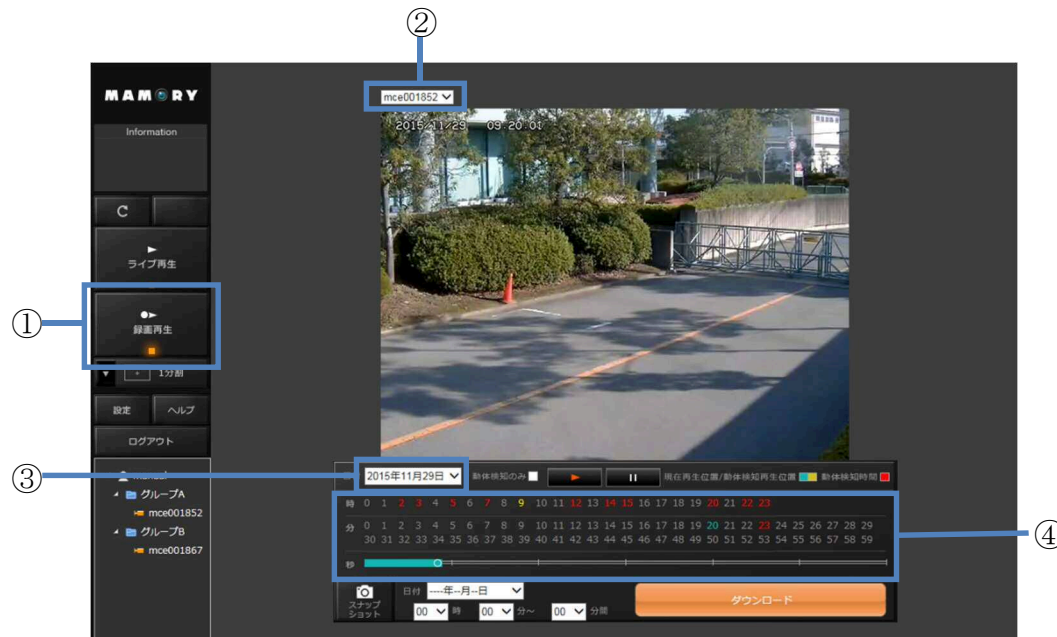 ②
MAMORY
mce001852
Information
2015/11/29 09:20:01
C
ライブ再生
①
録画再生
1分割
設定 ヘルプ
ログアウト
③
2015年11月29日 動体検知のみ 現在再生位置/動体検知再生位置 動体検知時間
グループA
mce001852
グループB
mce001867
時 0 1 2 3 4 5 6 7 8 9 10 11 12 13 14 15 16 17 18 19 20 21 22 23
分 0 1 2 3 4 5 6 7 8 9 10 11 12 13 14 15 16 17 18 19 20 21 22 23 24 25 26 27 28 29
30 31 32 33 34 35 36 37 38 39 40 41 42 43 44 45 46 47 48 49 50 51 52 53 54 55 56 57 58 59
④
秒
スナップ
ショット
日付 ----年--月--日
00 時 00 分～ 00 分間
ダウンロード